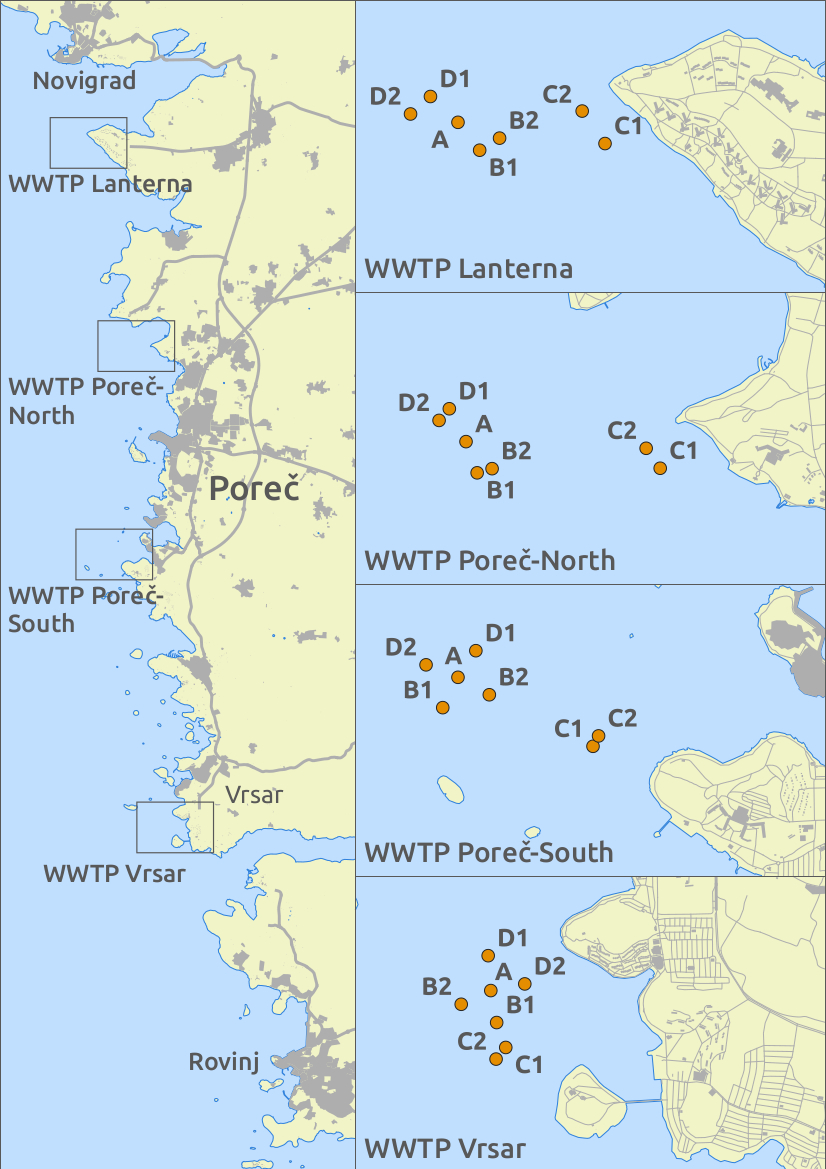 Novigrad
WWTP Lanterna
WWTP Poreč-
North
Poreč
WWTP Poreč-
South
Vrsar
WWTP Vrsar
Rovinj
D1
D2
C2
B2
C1
A
B1
WWTP Lanterna
D1
D2
A
C2
B2
C1
B1
WWTP Poreč-North
D1
D2
A
B2
B1
C2
C1
WWTP Poreč-South
D1
D2
A
B2
B1
C2
C1
WWTP Vrsar